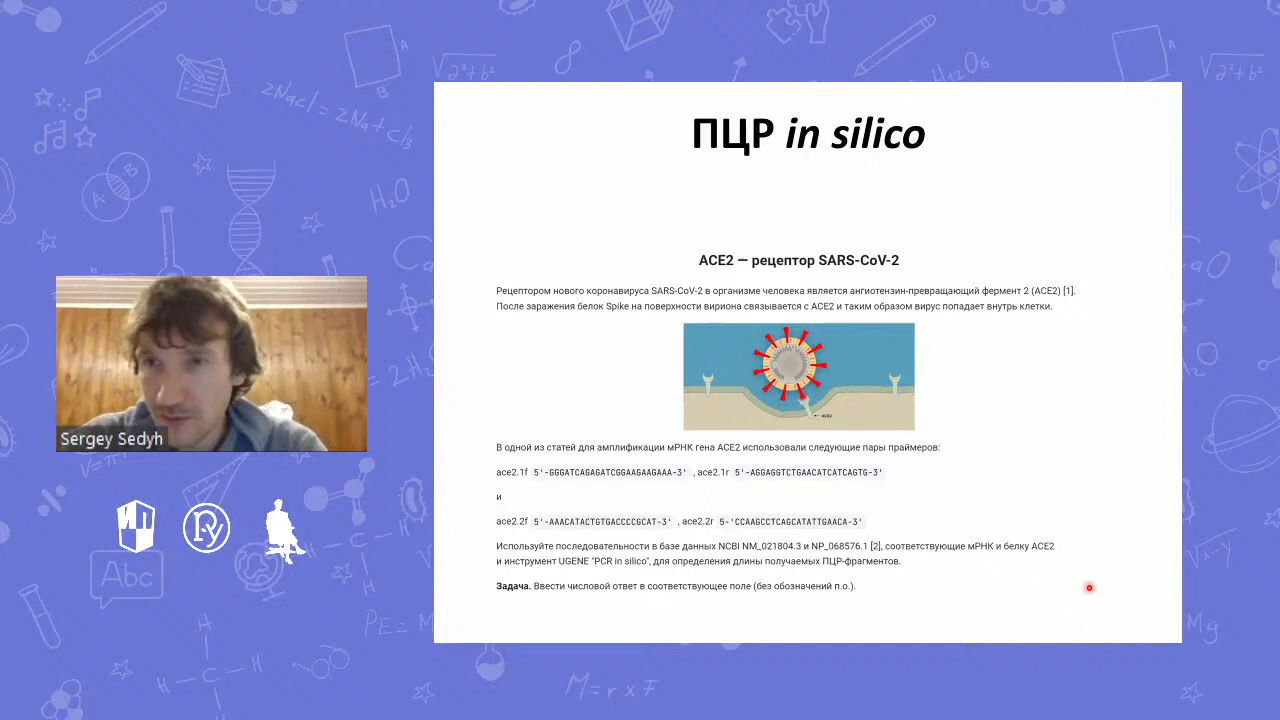 ПЦР in silico
ACE2 — рецептор SARS-CoV-2
Рецептором нового коронавируса SARS-CoV-2 в организме человека является ангиотензин-превращающий фермент 2 (ACE2) [1].
После заражения белок Spike на поверхности вириона связывается с ACE2 и таким образом вирус попадает внутрь клетки.
ACE2
В одной из статей для амплификации мРНК гена ACE2 использовали следующие пары праймеров:
ace2.1f 5'-GGGATCAGAGATCGGAAGAAGAAA-3' , ace2.1r 5'-AGGAGGTCTGAACATCATCAGTG-3'
и
ace2.2f 5'-AAACATACTGTGACCCCGCAT-3' , ace2.2r 5-'CCAAGCCTCAGCATATTGAACA-3'
Используйте последовательности в базе данных NCBI NM_021804.3 и NP_068576.1 [2], соответствующие мРНК и белку ACE2
и инструмент UGENE "PCR in silico", для определения длины получаемых ПЦР-фрагментов.
Задача. Ввести числовой ответ в соответствующее поле (без обозначений п.о.).
Sergey Sedyh
Abc
H₂O
A
B
A
B